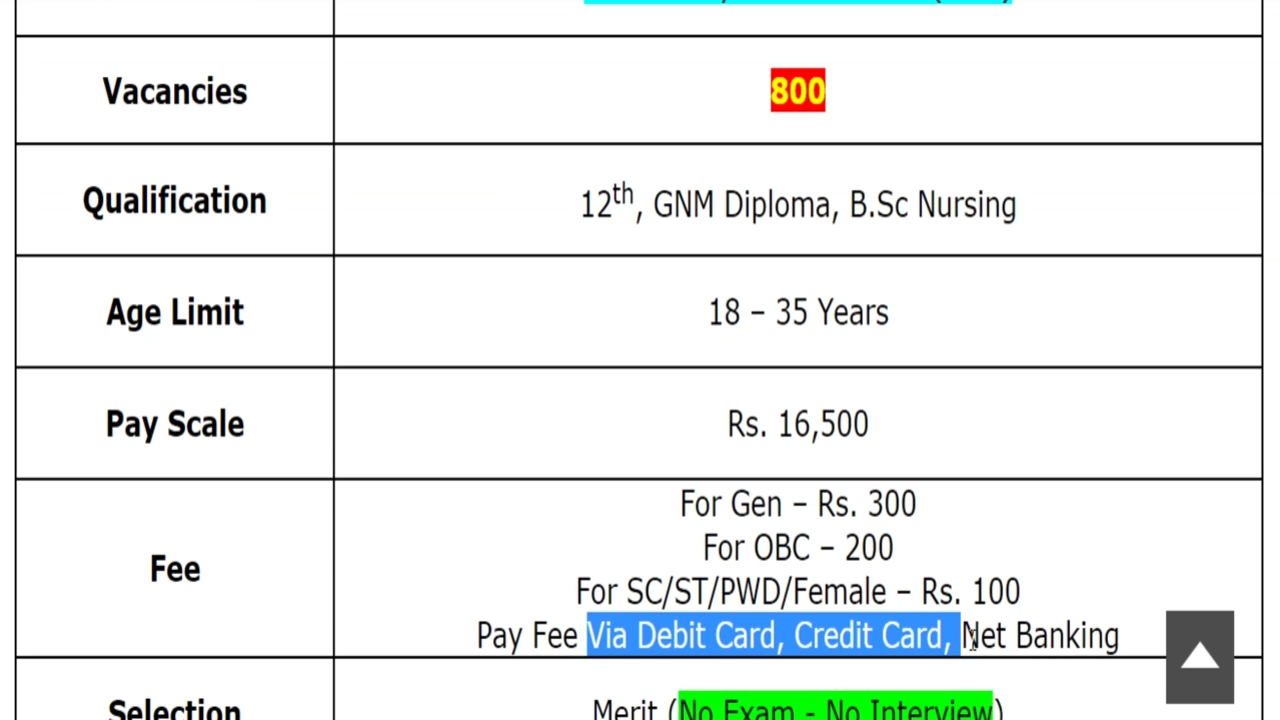 Vacancies
800
Qualification
12th, GNM Diploma, B.Sc Nursing
Age Limit
18 – 35 Years
Pay Scale
Rs. 16,500
Fee
For Gen – Rs. 300
For OBC – 200
For SC/ST/PWD/Female – Rs. 100
Pay Fee Via Debit Card, Credit Card, Net Banking
Selection
Merit (No Exam - No Interview)